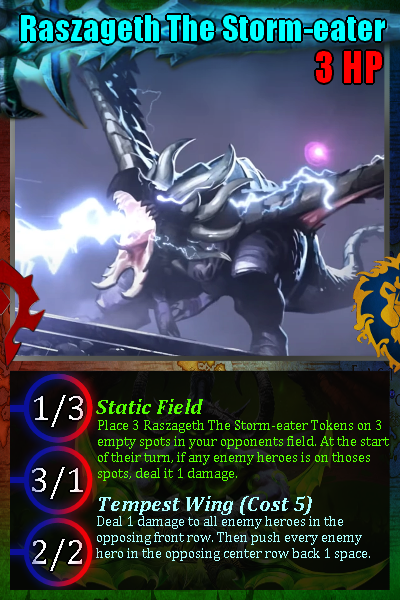 Raszageth The Storm-eater
3 HP
1/3
Static Field
Place 3 Raszageth The Storm-eater Tokens on 3
empty spots in your opponents field. At the start
of their turn, if any enemy heroes is on thoses
spots, deal it 1 damage.
3/1
Tempest Wing (Cost 5)
Deal 1 damage to all enemy heroes in the
opposing front row. Then push every enemy
hero in the opposing center row back 1 space.
2/2